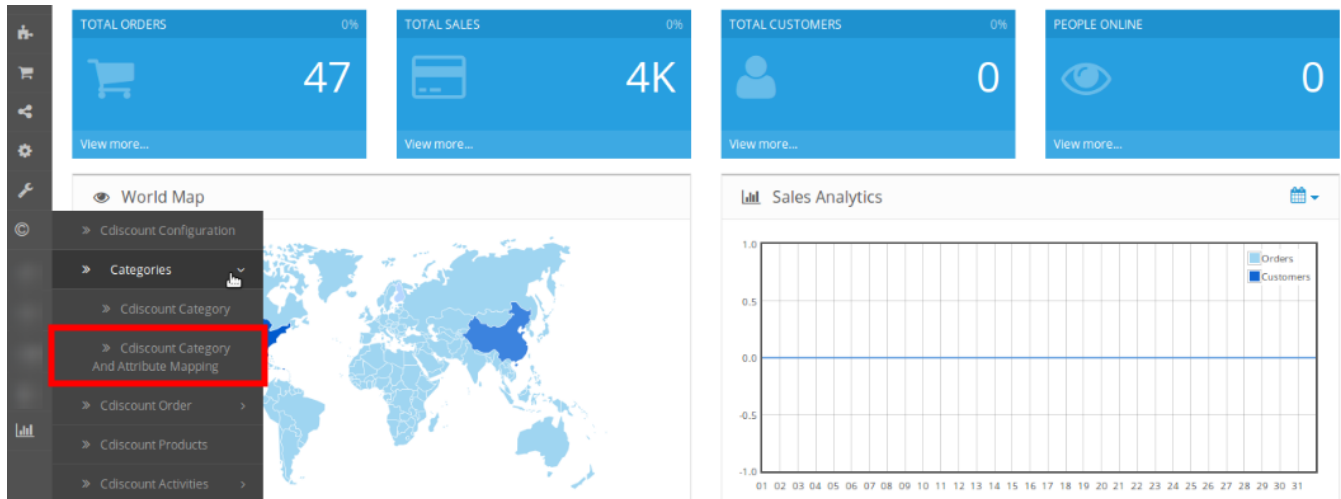 TOTAL ORDERS 0%
47
View more...
TOTAL SALES 0%
4K
View more...
TOTAL CUSTOMERS 0%
0
View more...
PEOPLE ONLINE
0
View more...
World Map
Sales Analytics
Cdiscount Configuration
Categories
Cdiscount Category
Cdiscount Category
And Attribute Mapping
Cdiscount Order
Cdiscount Products
Cdiscount Activities
1.0
0.5
0.0
-0.5
-1.0
Orders
Customers
01 02 03 04 05 06 07 08 09 10 11 12 13 14 15 16 17 18 19 20 21 22 23 24 25 26 27 28 29 30 31